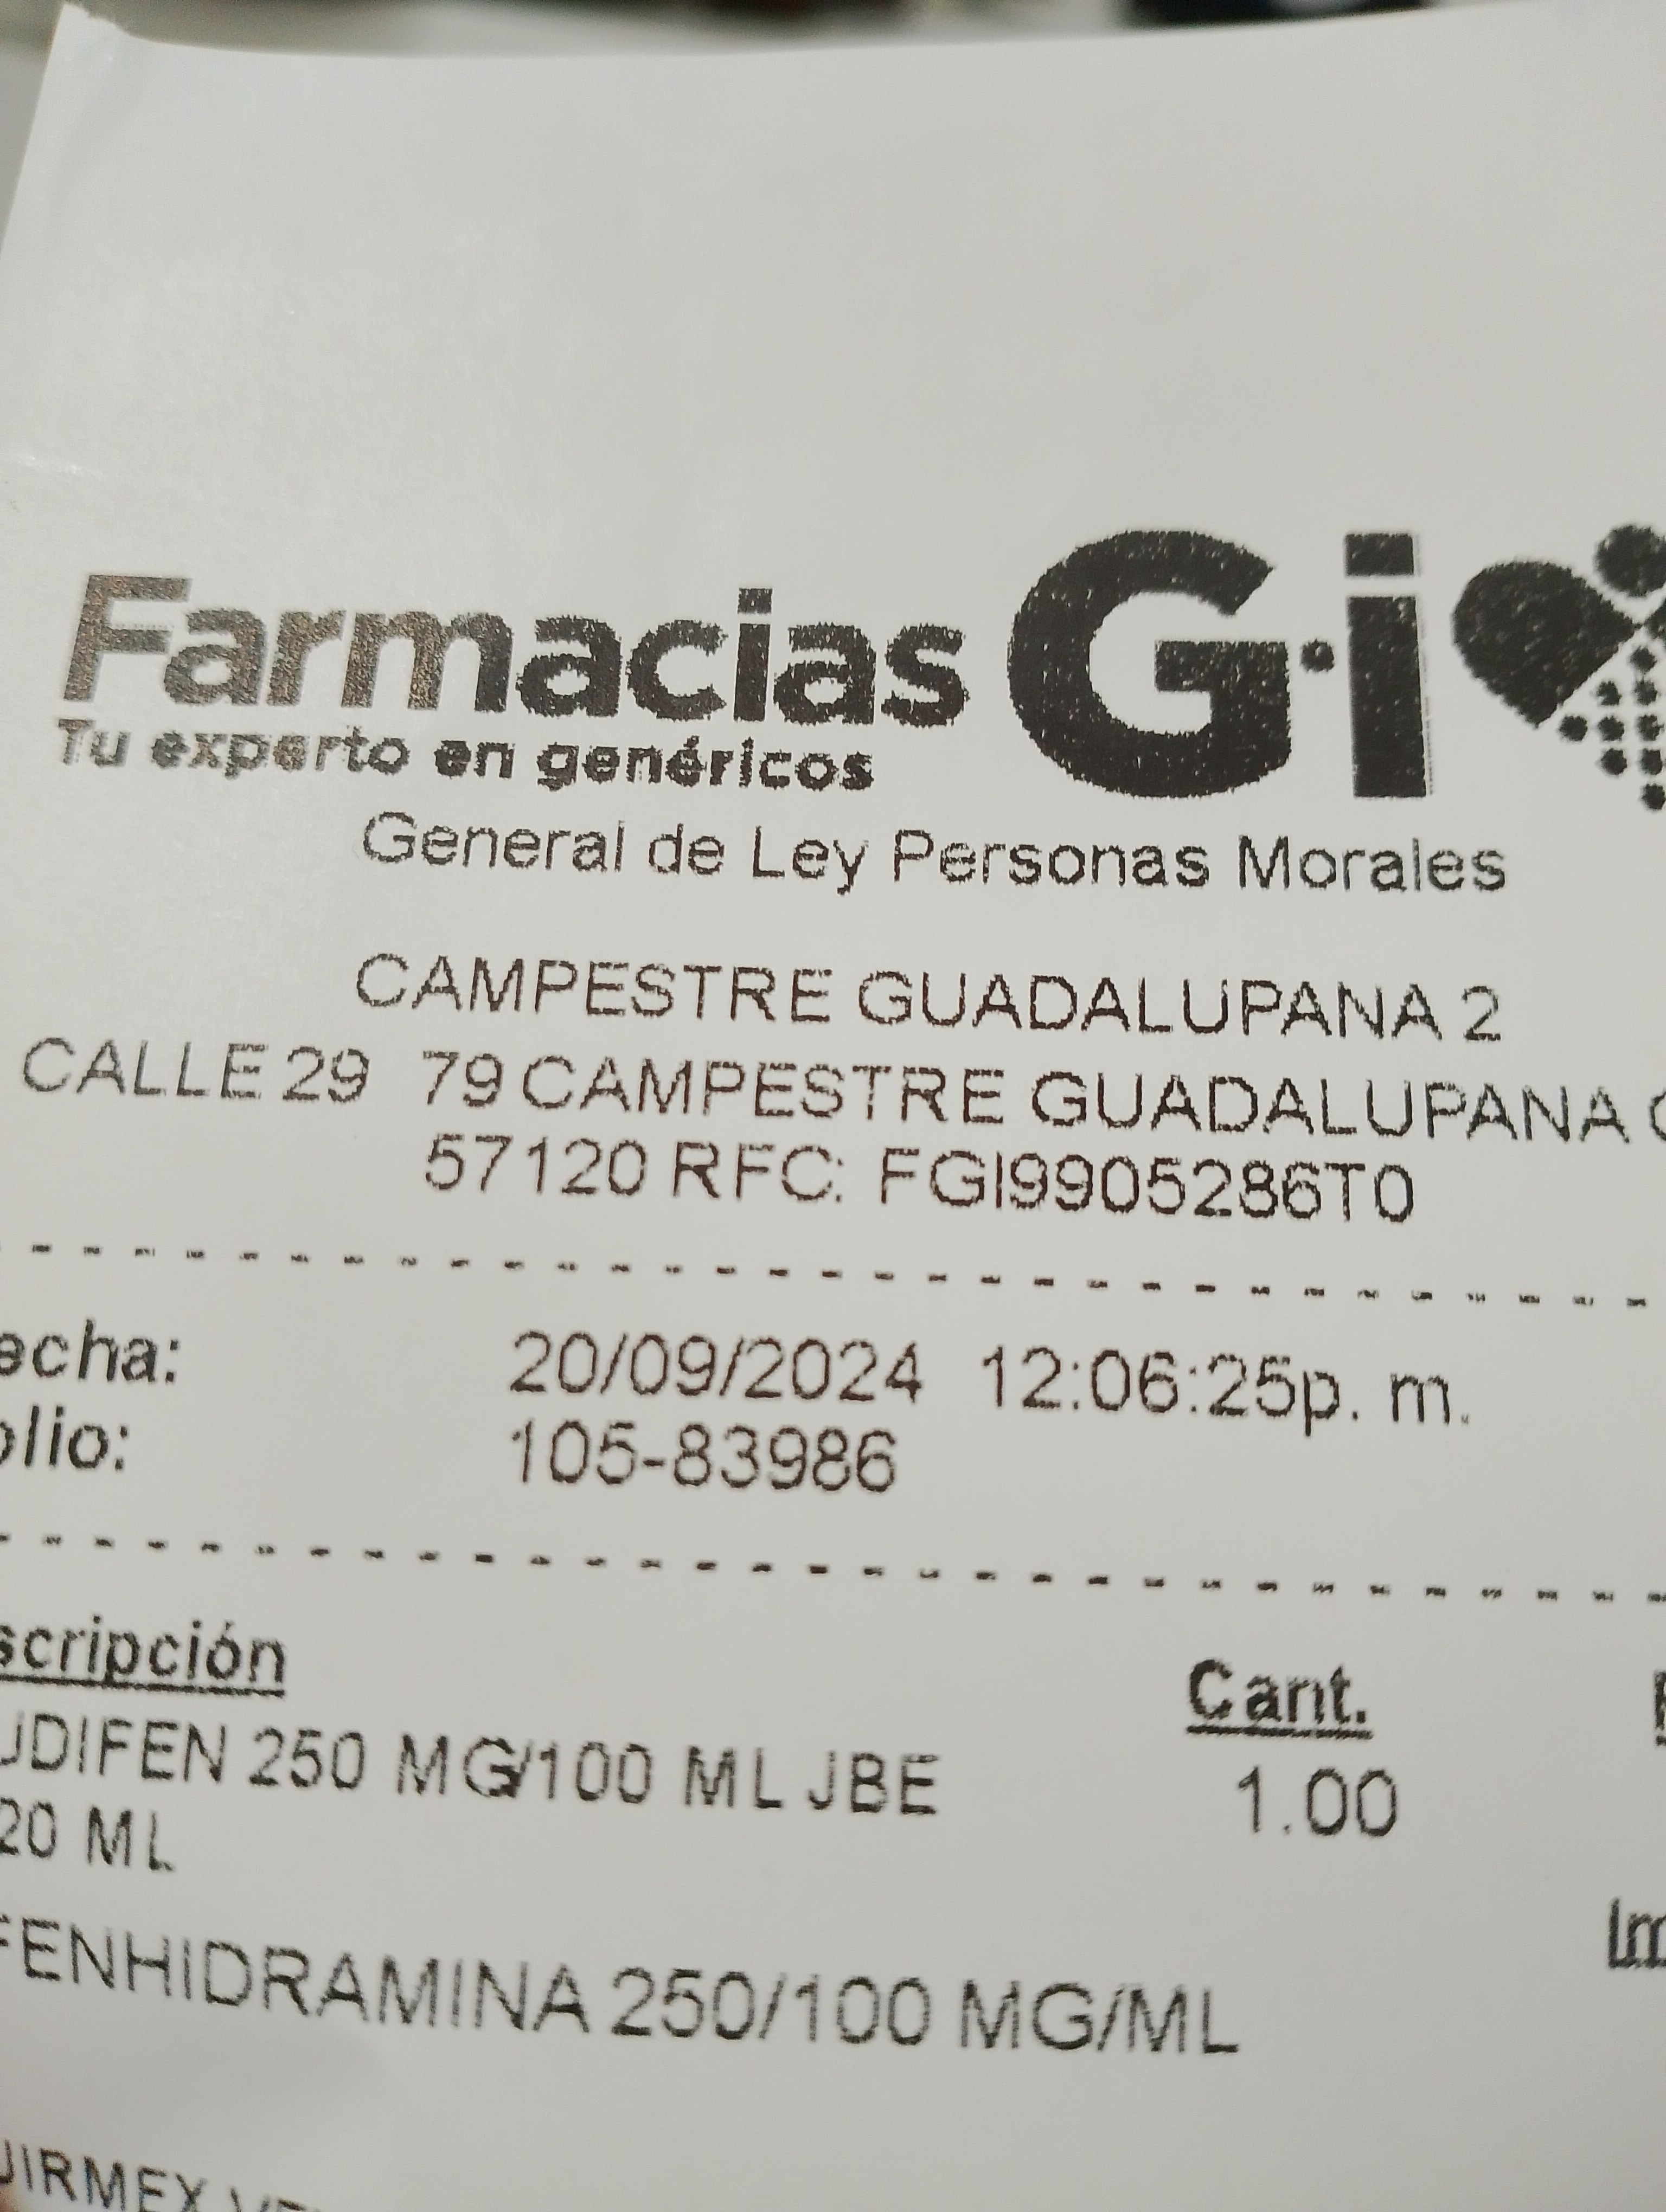 Farmacias G·i
Tu experto en genéricos
General de Ley Personas Morales
CAMPESTRE GUADALUPANA 2
CALLE 29 79 CAMPESTRE GUADALUPANA
57120 RFC: FGI9905286T0
echa: 20/09/2024 12:06:25p. m.
olio: 105-83986
scripción Cant.
UDIFEN 250 MG/100 ML JBE 1.00
20 ML
FENHIDRAMINA 250/100 MG/ML
UIRMEX